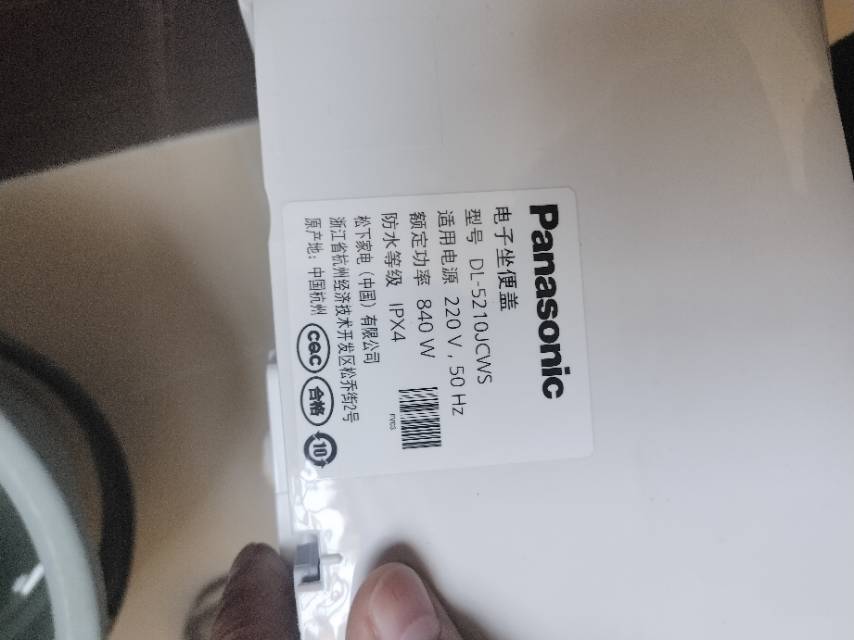 Panasonic
电子坐便盖
型号 DL-5210JCWS
适用电源 220 V , 50 Hz
额定功率 840 W
防水等级 IPX4
松下家电（中国）有限公司
浙江省杭州经济技术开发区松乔街2号
原产地：中国杭州
CQC
合格
10